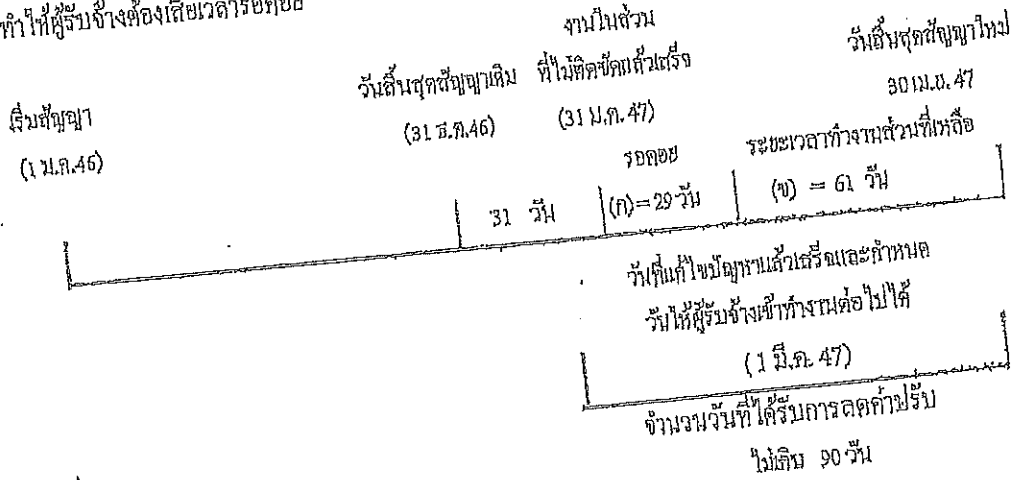 ทำให้ผู้รับจ้างต้องเสียเวลารอคอย
งานในส่วน
วันสิ้นสุดสัญญาเดิม ที่ไม่ติดขัดแล้วเสร็จ วันสิ้นสุดสัญญาใหม่
เริ่มสัญญา (31 ธ.ค.46) (31 ม.ค. 47) 30 เม.ย. 47
(1 ม.ค.46) รอคอย ระยะเวลาทำงานส่วนที่เหลือ
31 วัน (ก)=29 วัน (ข) = 61 วัน
วันที่แก้ไขปัญหาแล้วเสร็จและกำหนด
วันให้ผู้รับจ้างเข้าทำงานต่อไปได้
(1 มี.ค. 47)
จำนวนวันที่ได้รับการลดค่าปรับ
ไม่เกิน 90 วัน